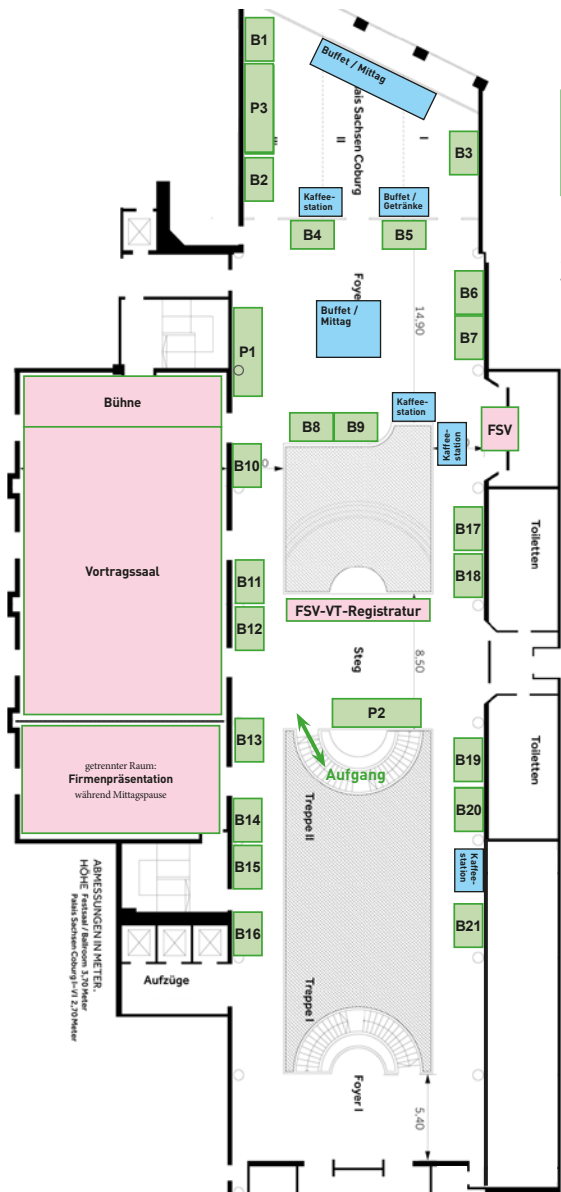 B1
Buffet / Mittag
P3
B3
B2
Sachsen Coburg
I
II
Kaffee-
station
Buffet /
Getränke
B4
B5
Foye
14,90
B6
B7
Buffet /
Mittag
P1
Bühne
Kaffee-
station
FSV
B8
B9
Kaffee-
station
B10
Vortragssaal
B17
B18
Toiletten
B11
B12
FSV-VT-Registratur
Steg
8,50
P2
B13
Aufgang
getrennter Raum:
Firmenpräsentation
während Mittagspause
B19
Toiletten
B20
Treppe II
B14
B15
Kaffee-
station
B16
B21
ABMESSUNGEN IN METER.
HÖHE Festsaal / Ballroom 3,70 Meter
Palais Sachsen Coburg I–VI 2,70 Meter
Aufzüge
Treppe I
Foyer I
5,40